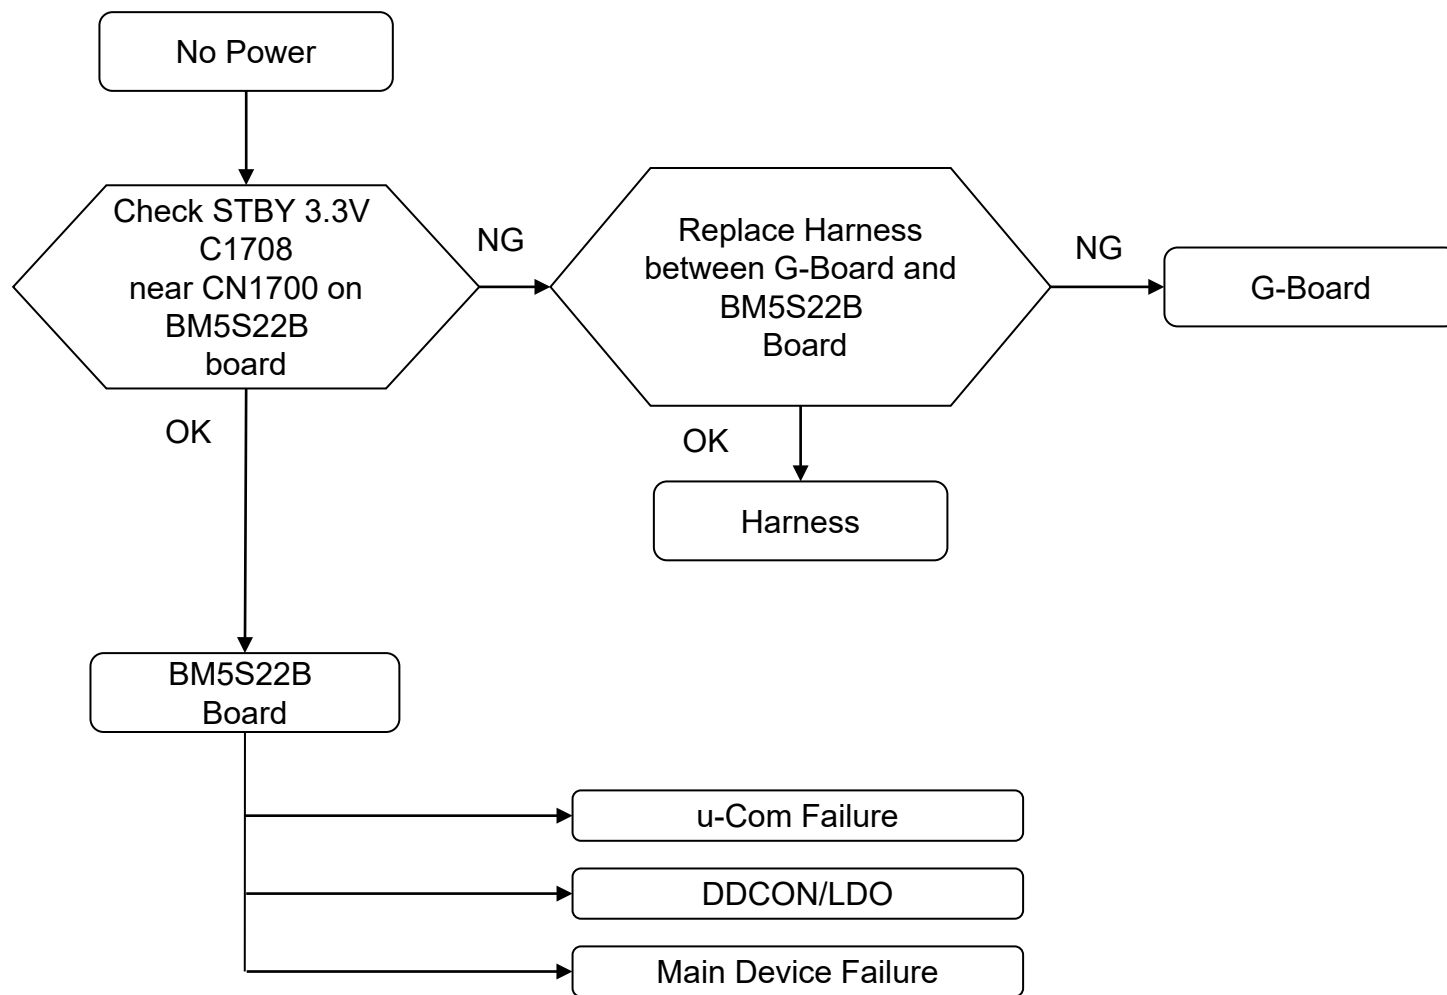 No Power
Check STBY 3.3V
C1708
near CN1700 on
BM5S22B
board
NG
Replace Harness
between G-Board and
BM5S22B
Board
NG
G-Board
OK
OK
Harness
BM5S22B
Board
u-Com Failure
DDCON/LDO
Main Device Failure